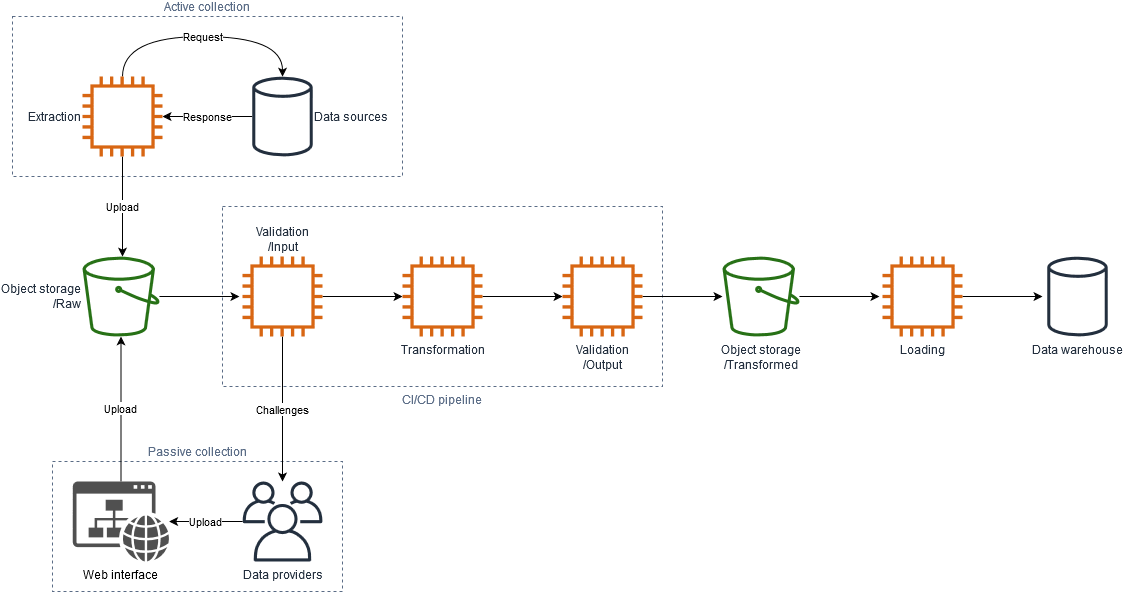 Active collection
Request
Extraction
Response
Data sources
Upload
Validation
/Input
Object storage
/Raw
Transformation
Validation
/Output
Object storage
/Transformed
Loading
Data warehouse
CI/CD pipeline
Upload
Challenges
Passive collection
Upload
Web interface
Data providers